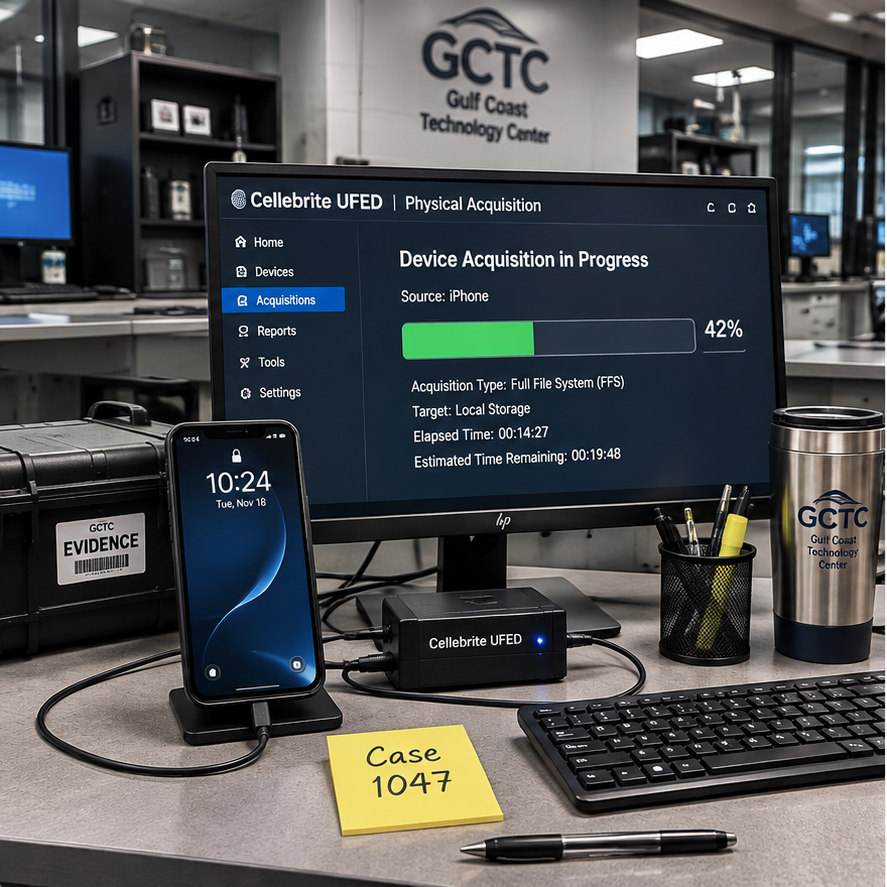 GCTC
Gulf Coast
Technology Center
Cellebrite UFED | Physical Acquisition
Home
Devices
Acquisitions
Reports
Tools
Settings
Device Acquisition in Progress
Source: iPhone
42%
Acquisition Type: Full File System (FFS)
Target: Local Storage
Elapsed Time: 00:14:27
Estimated Time Remaining: 00:19:48
GCTC
EVIDENCE
10:24
Tue, Nov 18
hp
Cellebrite UFED
GCTC
Gulf Coast
Technology
Center
Case
1047